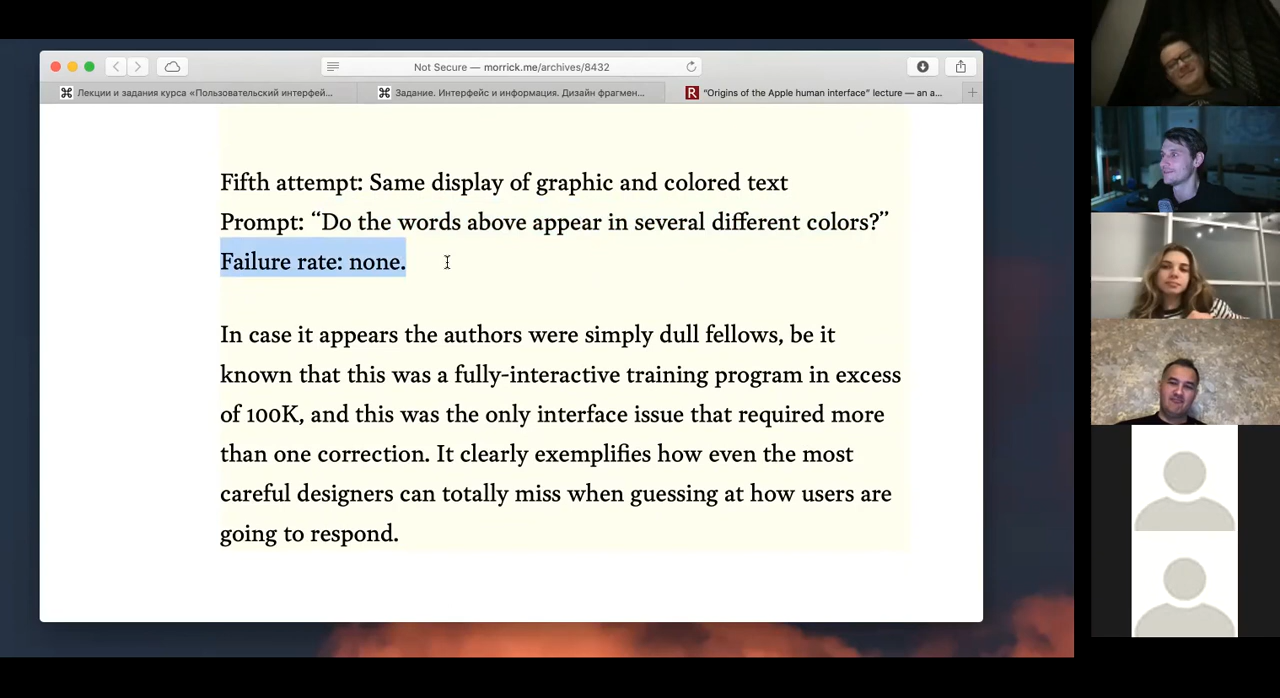 Not Secure — morrick.me/archives/8432
Лекции и задания курса «Пользовательский интерфей...
Задание. Интерфейс и информация. Дизайн фрагмен...
R "Origins of the Apple human interface" lecture — an a...
Fifth attempt: Same display of graphic and colored text
Prompt: “Do the words above appear in several different colors?”
Failure rate: none.
In case it appears the authors were simply dull fellows, be it
known that this was a fully-interactive training program in excess
of 100K, and this was the only interface issue that required more
than one correction. It clearly exemplifies how even the most
careful designers can totally miss when guessing at how users are
going to respond.